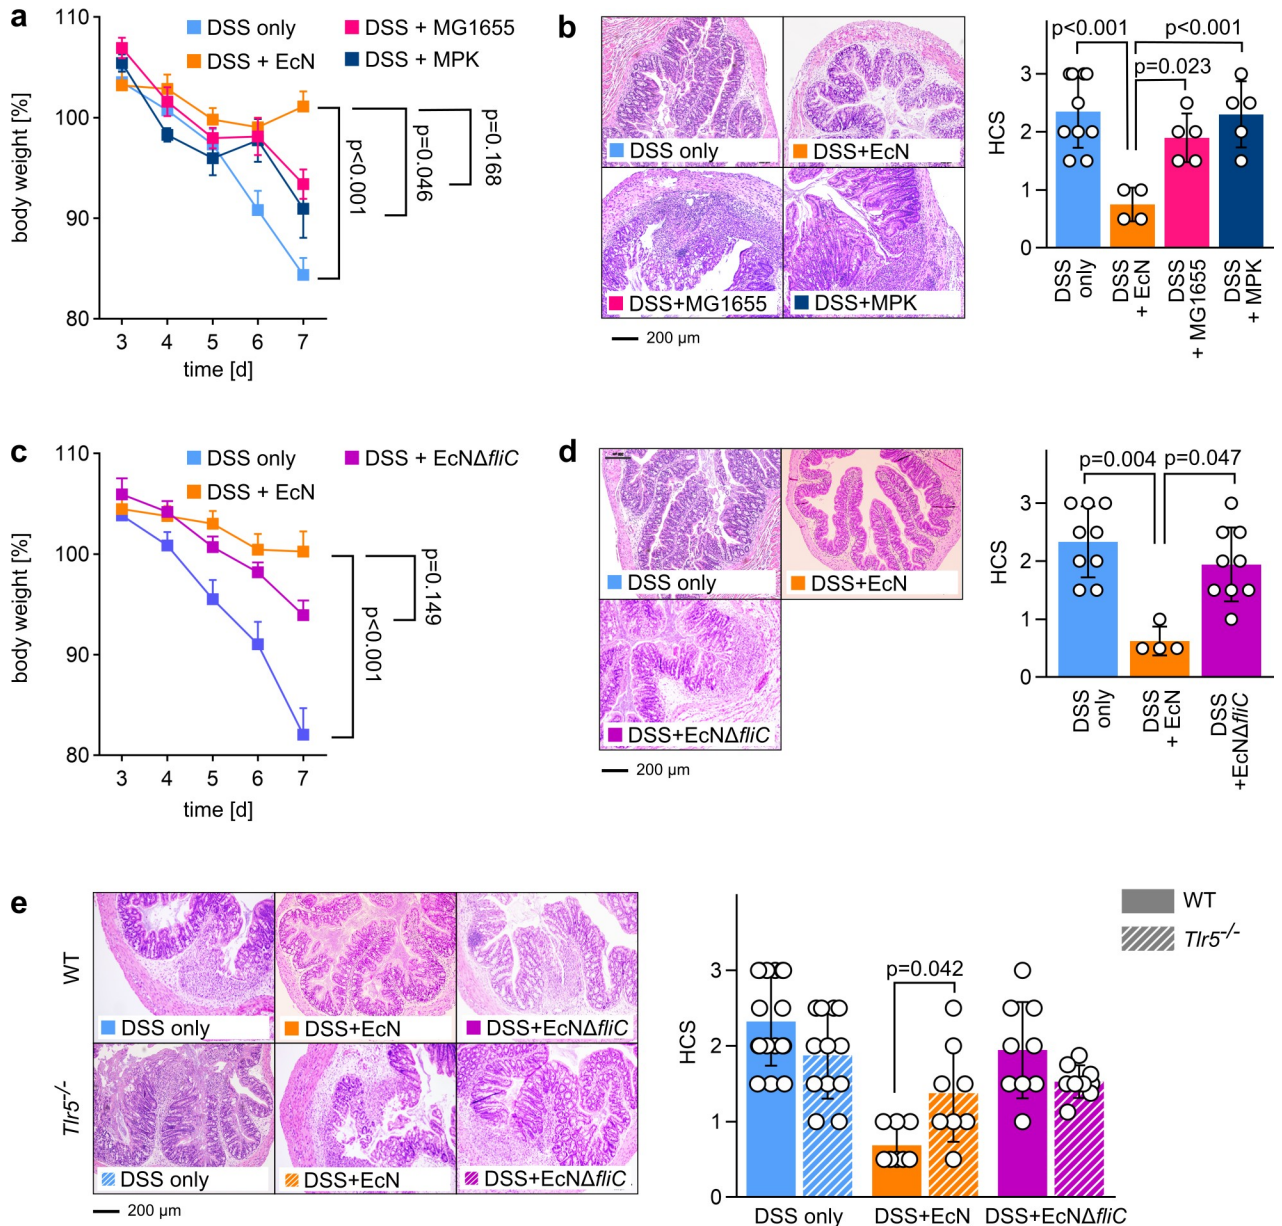 a
110
100
90
80
body weight [%]
3 4 5 6 7
time [d]
DSS only
DSS + EcN
DSS + MG1655
DSS + MPK
p<0.001
p=0.046
p=0.168
b
DSS only
DSS+EcN
DSS+MG1655
DSS+MPK
200 µm
HCS
3
2
1
0
p<0.001
p<0.001
p=0.023
DSS only
DSS + EcN
DSS + MG1655
DSS + MPK
c
110
100
90
80
body weight [%]
3 4 5 6 7
time [d]
DSS only
DSS + EcN
DSS + EcNΔfliC
p<0.001
p=0.149
d
DSS only
DSS+EcN
DSS+EcNΔfliC
200 µm
HCS
3
2
1
0
p=0.004
p=0.047
DSS only
DSS + EcN
DSS +EcNΔfliC
e
WT
Tlr5-/-
DSS only
DSS+EcN
DSS+EcNΔfliC
DSS only
DSS+EcN
DSS+EcNΔfliC
200 µm
HCS
3
2
1
0
p=0.042
WT
Tlr5-/-
DSS only
DSS+EcN
DSS+EcNΔfliC